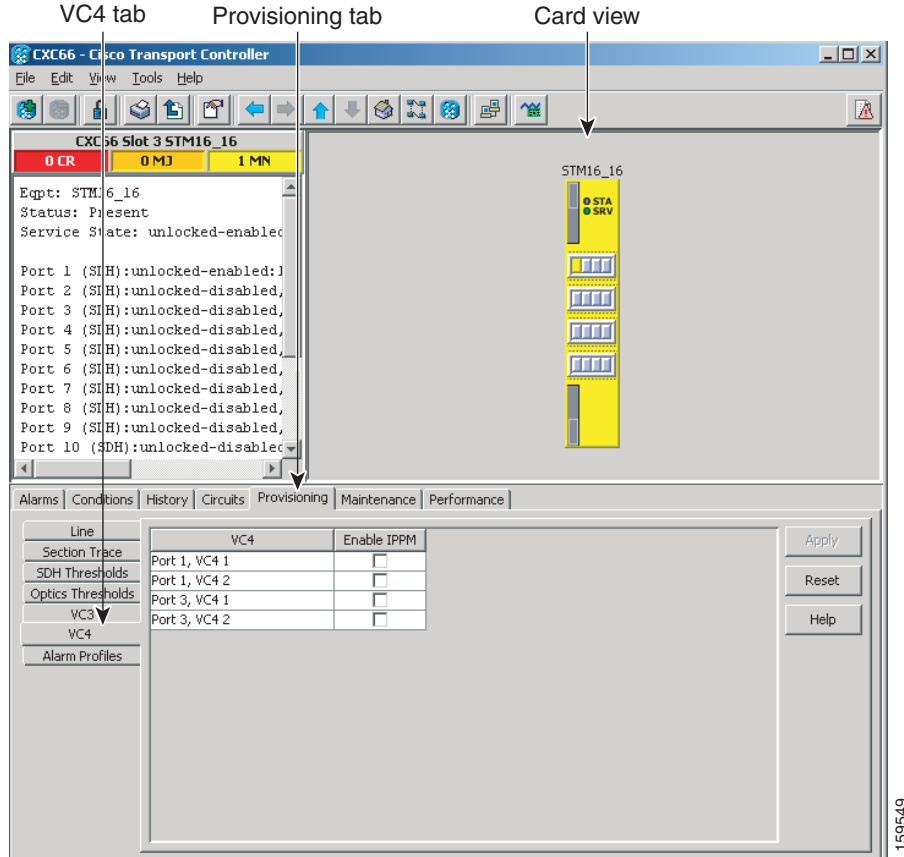 VC4 tab
Provisioning tab
Card view
CXC66 - Cisco Transport Controller
File Edit View Tools Help
CXC66 Slot 3 STM16_16
0 CR
0 MJ
1 MN
Eqpt: STM16_16
Status: Present
Service State: unlocked-enabled
Port 1 (SDH):unlocked-enabled:
Port 2 (SDH):unlocked-disabled,
Port 3 (SDH):unlocked-disabled,
Port 4 (SDH):unlocked-disabled,
Port 5 (SDH):unlocked-disabled,
Port 6 (SDH):unlocked-disabled,
Port 7 (SDH):unlocked-disabled,
Port 8 (SDH):unlocked-disabled,
Port 9 (SDH):unlocked-disabled,
Port 10 (SDH):unlocked-disabled
STM16_16
STA
SRV
Alarms Conditions History Circuits Provisioning Maintenance Performance
Line
Section Trace
SDH Thresholds
Optics Thresholds
VC3
VC4
Alarm Profiles
VC4 Enable IPPM
Port 1, VC4 1
Port 1, VC4 2
Port 3, VC4 1
Port 3, VC4 2
Apply
Reset
Help
159549